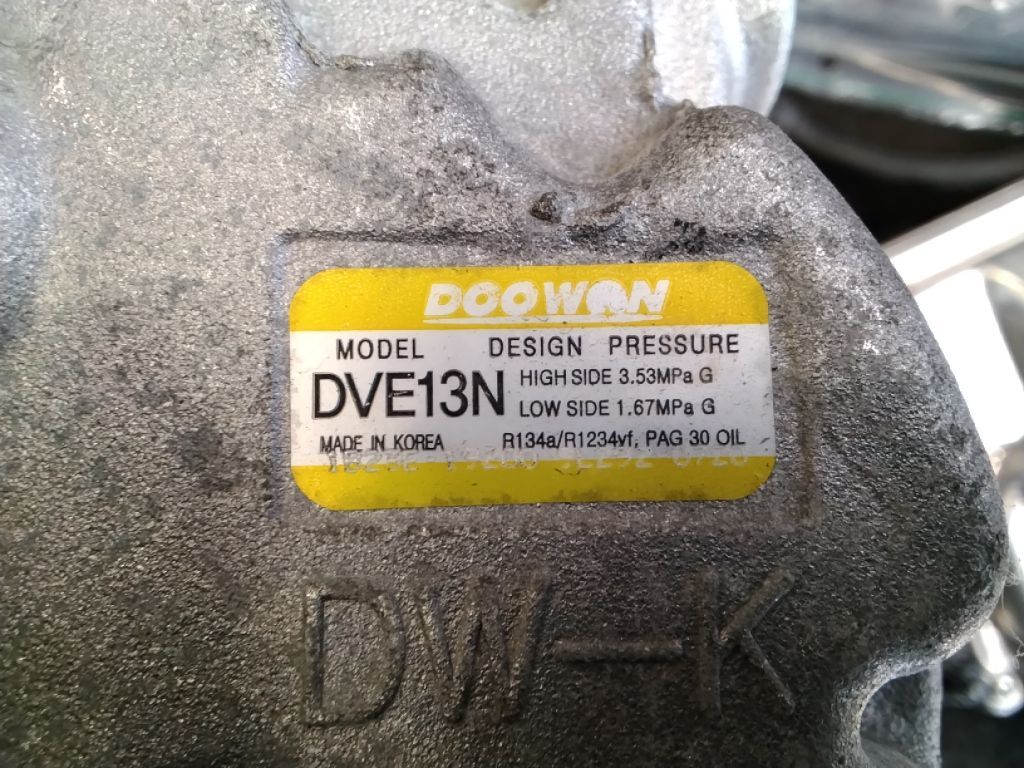 DOOWON
MODEL DESIGN PRESSURE
DVE13N HIGH SIDE 3.53MPa G
LOW SIDE 1.67MPa G
MADE IN KOREA R134a/R1234vf, PAG 30 OIL
DW-K